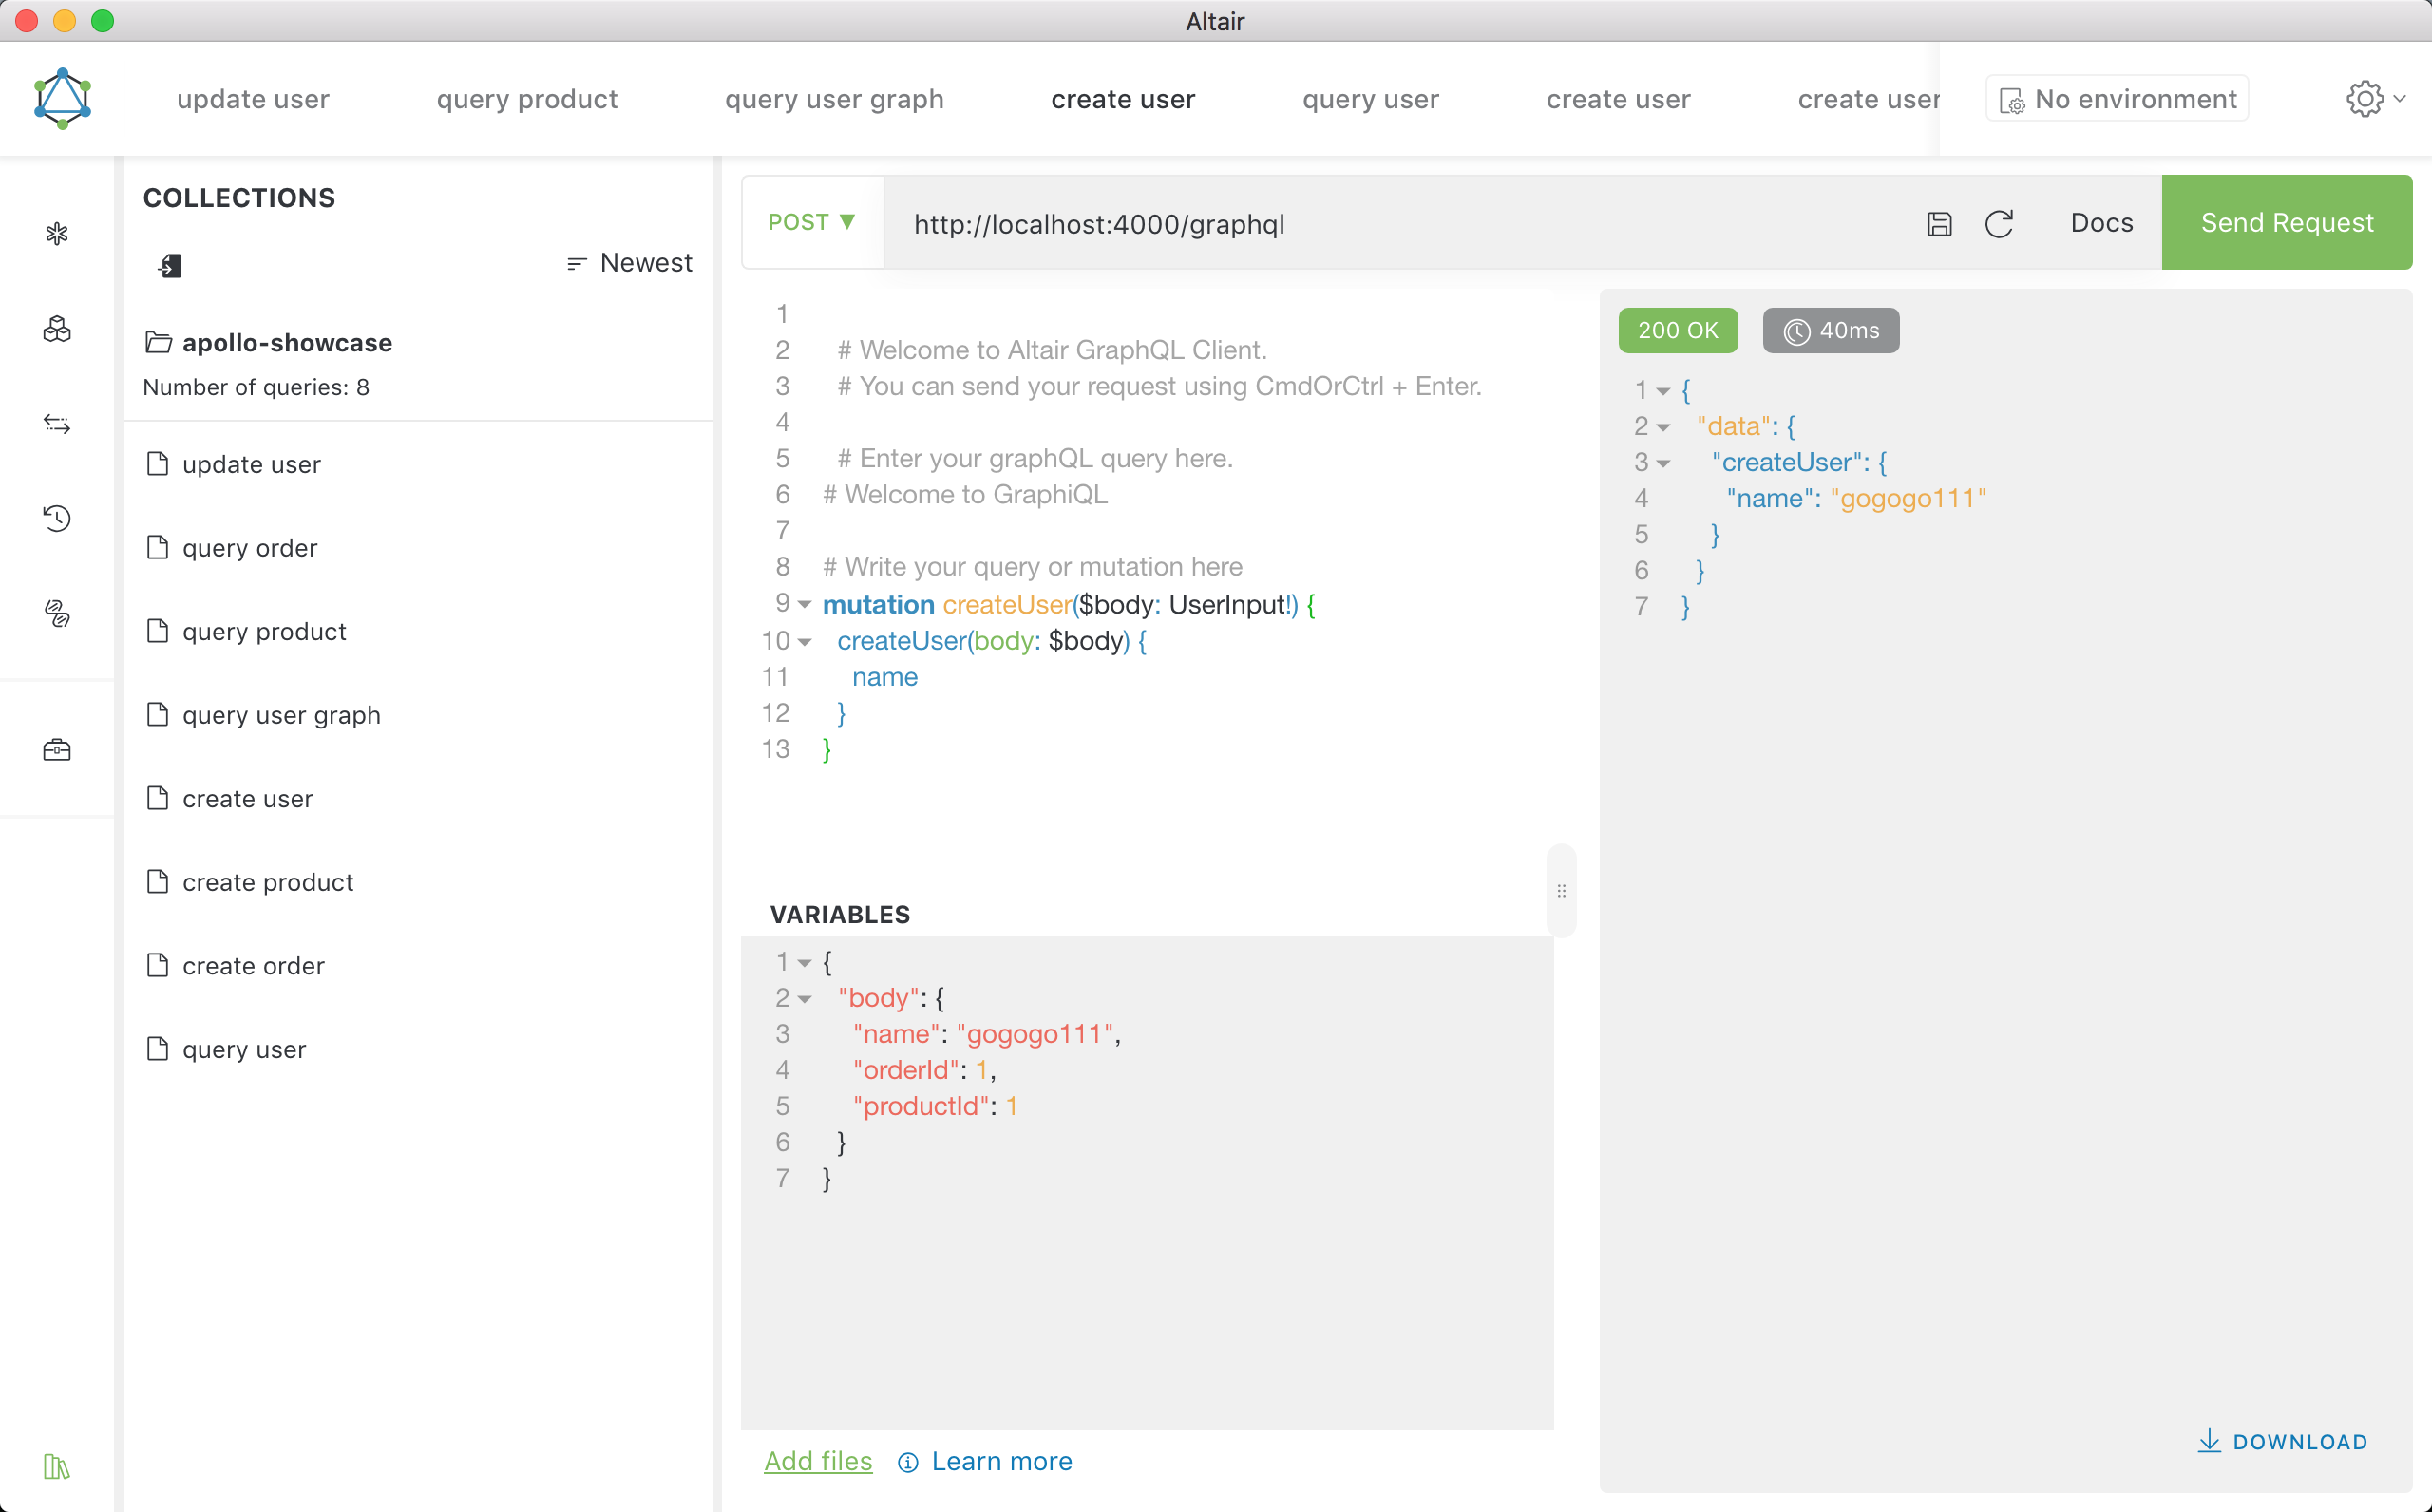 Altair
update user
query product
query user graph
create user
query user
create user
create user
No environment
COLLECTIONS
Newest
apollo-showcase
Number of queries: 8
update user
query order
query product
query user graph
create user
create product
create order
query user
POST ▼
http://localhost:4000/graphql
Docs
Send Request
1
2 # Welcome to Altair GraphQL Client.
3 # You can send your request using CmdOrCtrl + Enter.
4
5 # Enter your graphQL query here.
6 # Welcome to GraphiQL
7
8 # Write your query or mutation here
9 mutation createUser($body: UserInput!) {
10 createUser(body: $body) {
11 name
12 }
13 }
VARIABLES
1 {
2 "body": {
3 "name": "gogogo111",
4 "orderId": 1,
5 "productId": 1
6 }
7 }
Add files
Learn more
200 OK
40ms
1 {
2 "data": {
3 "createUser": {
4 "name": "gogogo111"
5 }
6 }
7 }
DOWNLOAD